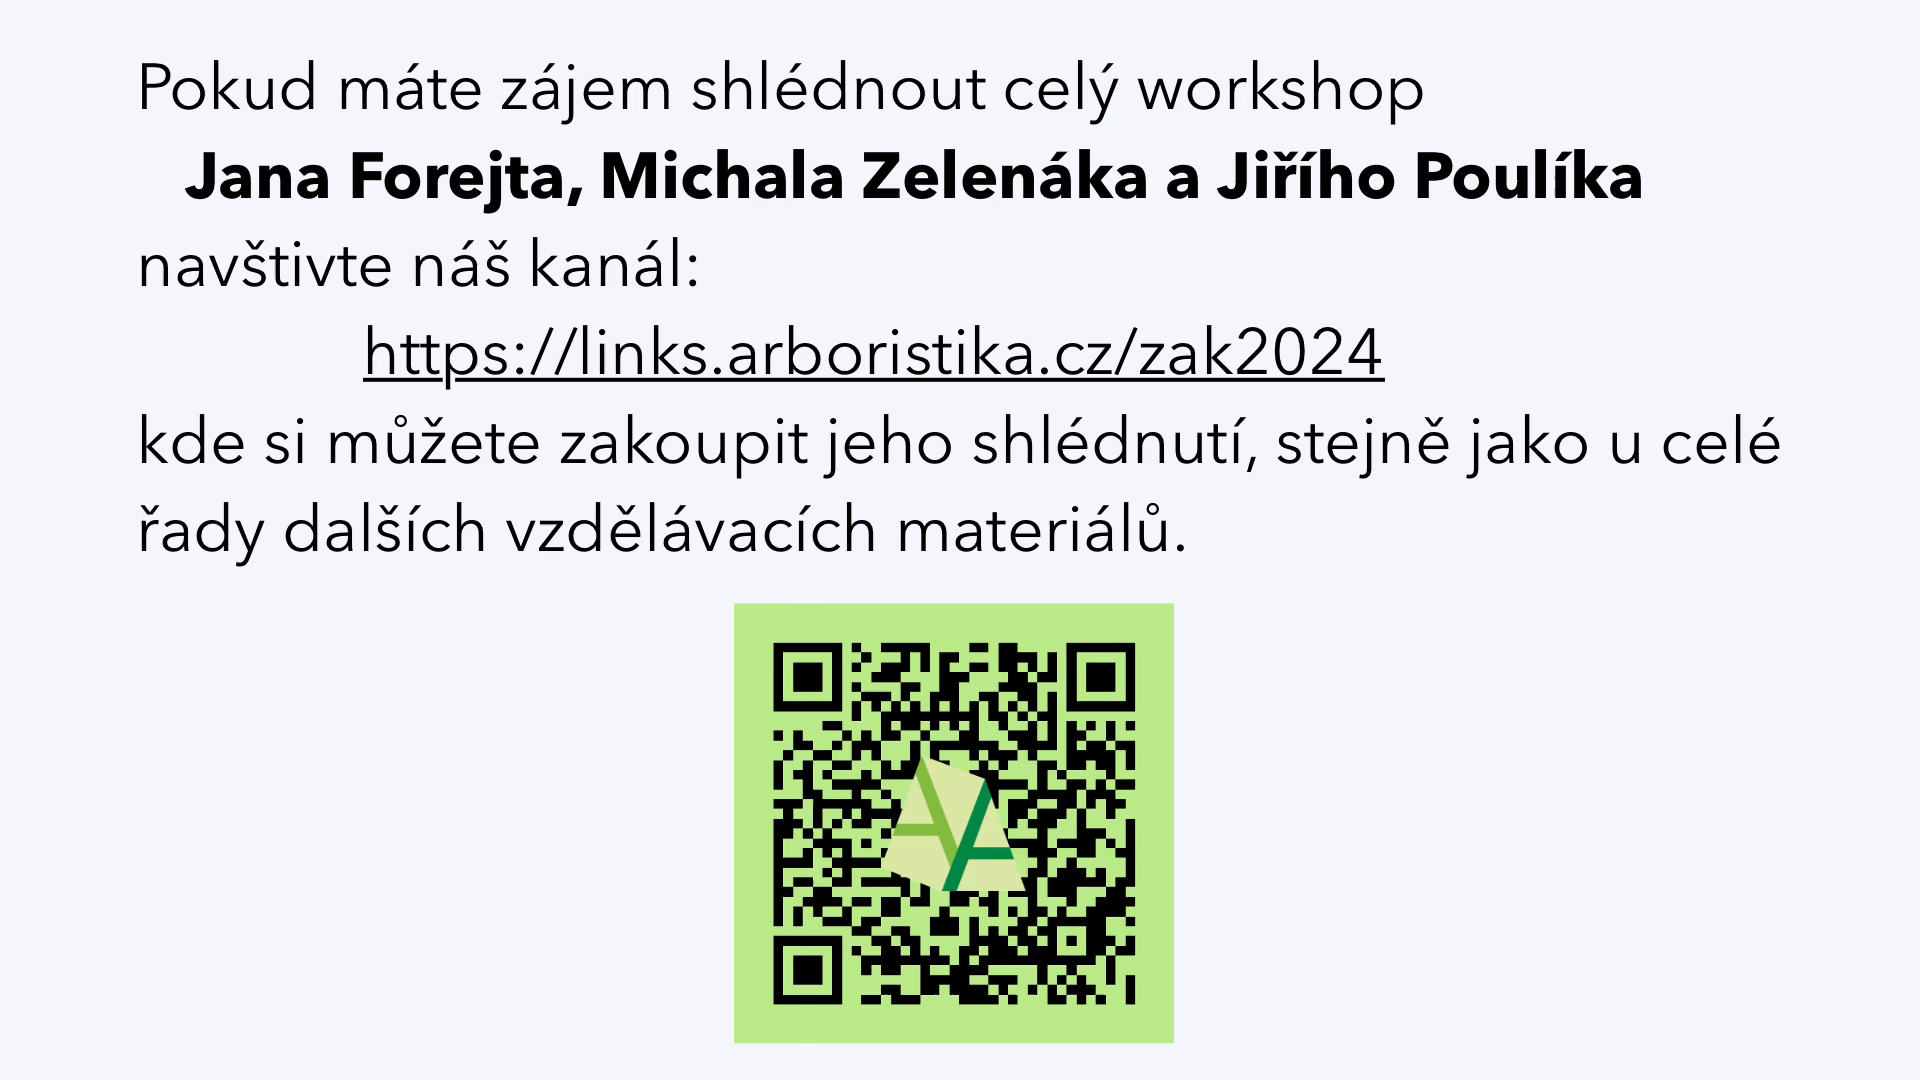 Pokud máte zájem shlédnout celý workshop
Jana Forejta, Michala Zelenáka a Jiřího Poulíka
navštivte náš kanál:
https://links.arboristika.cz/zak2024
kde si můžete zakoupit jeho shlédnutí, stejně jako u celé
řady dalších vzdělávacích materiálů.